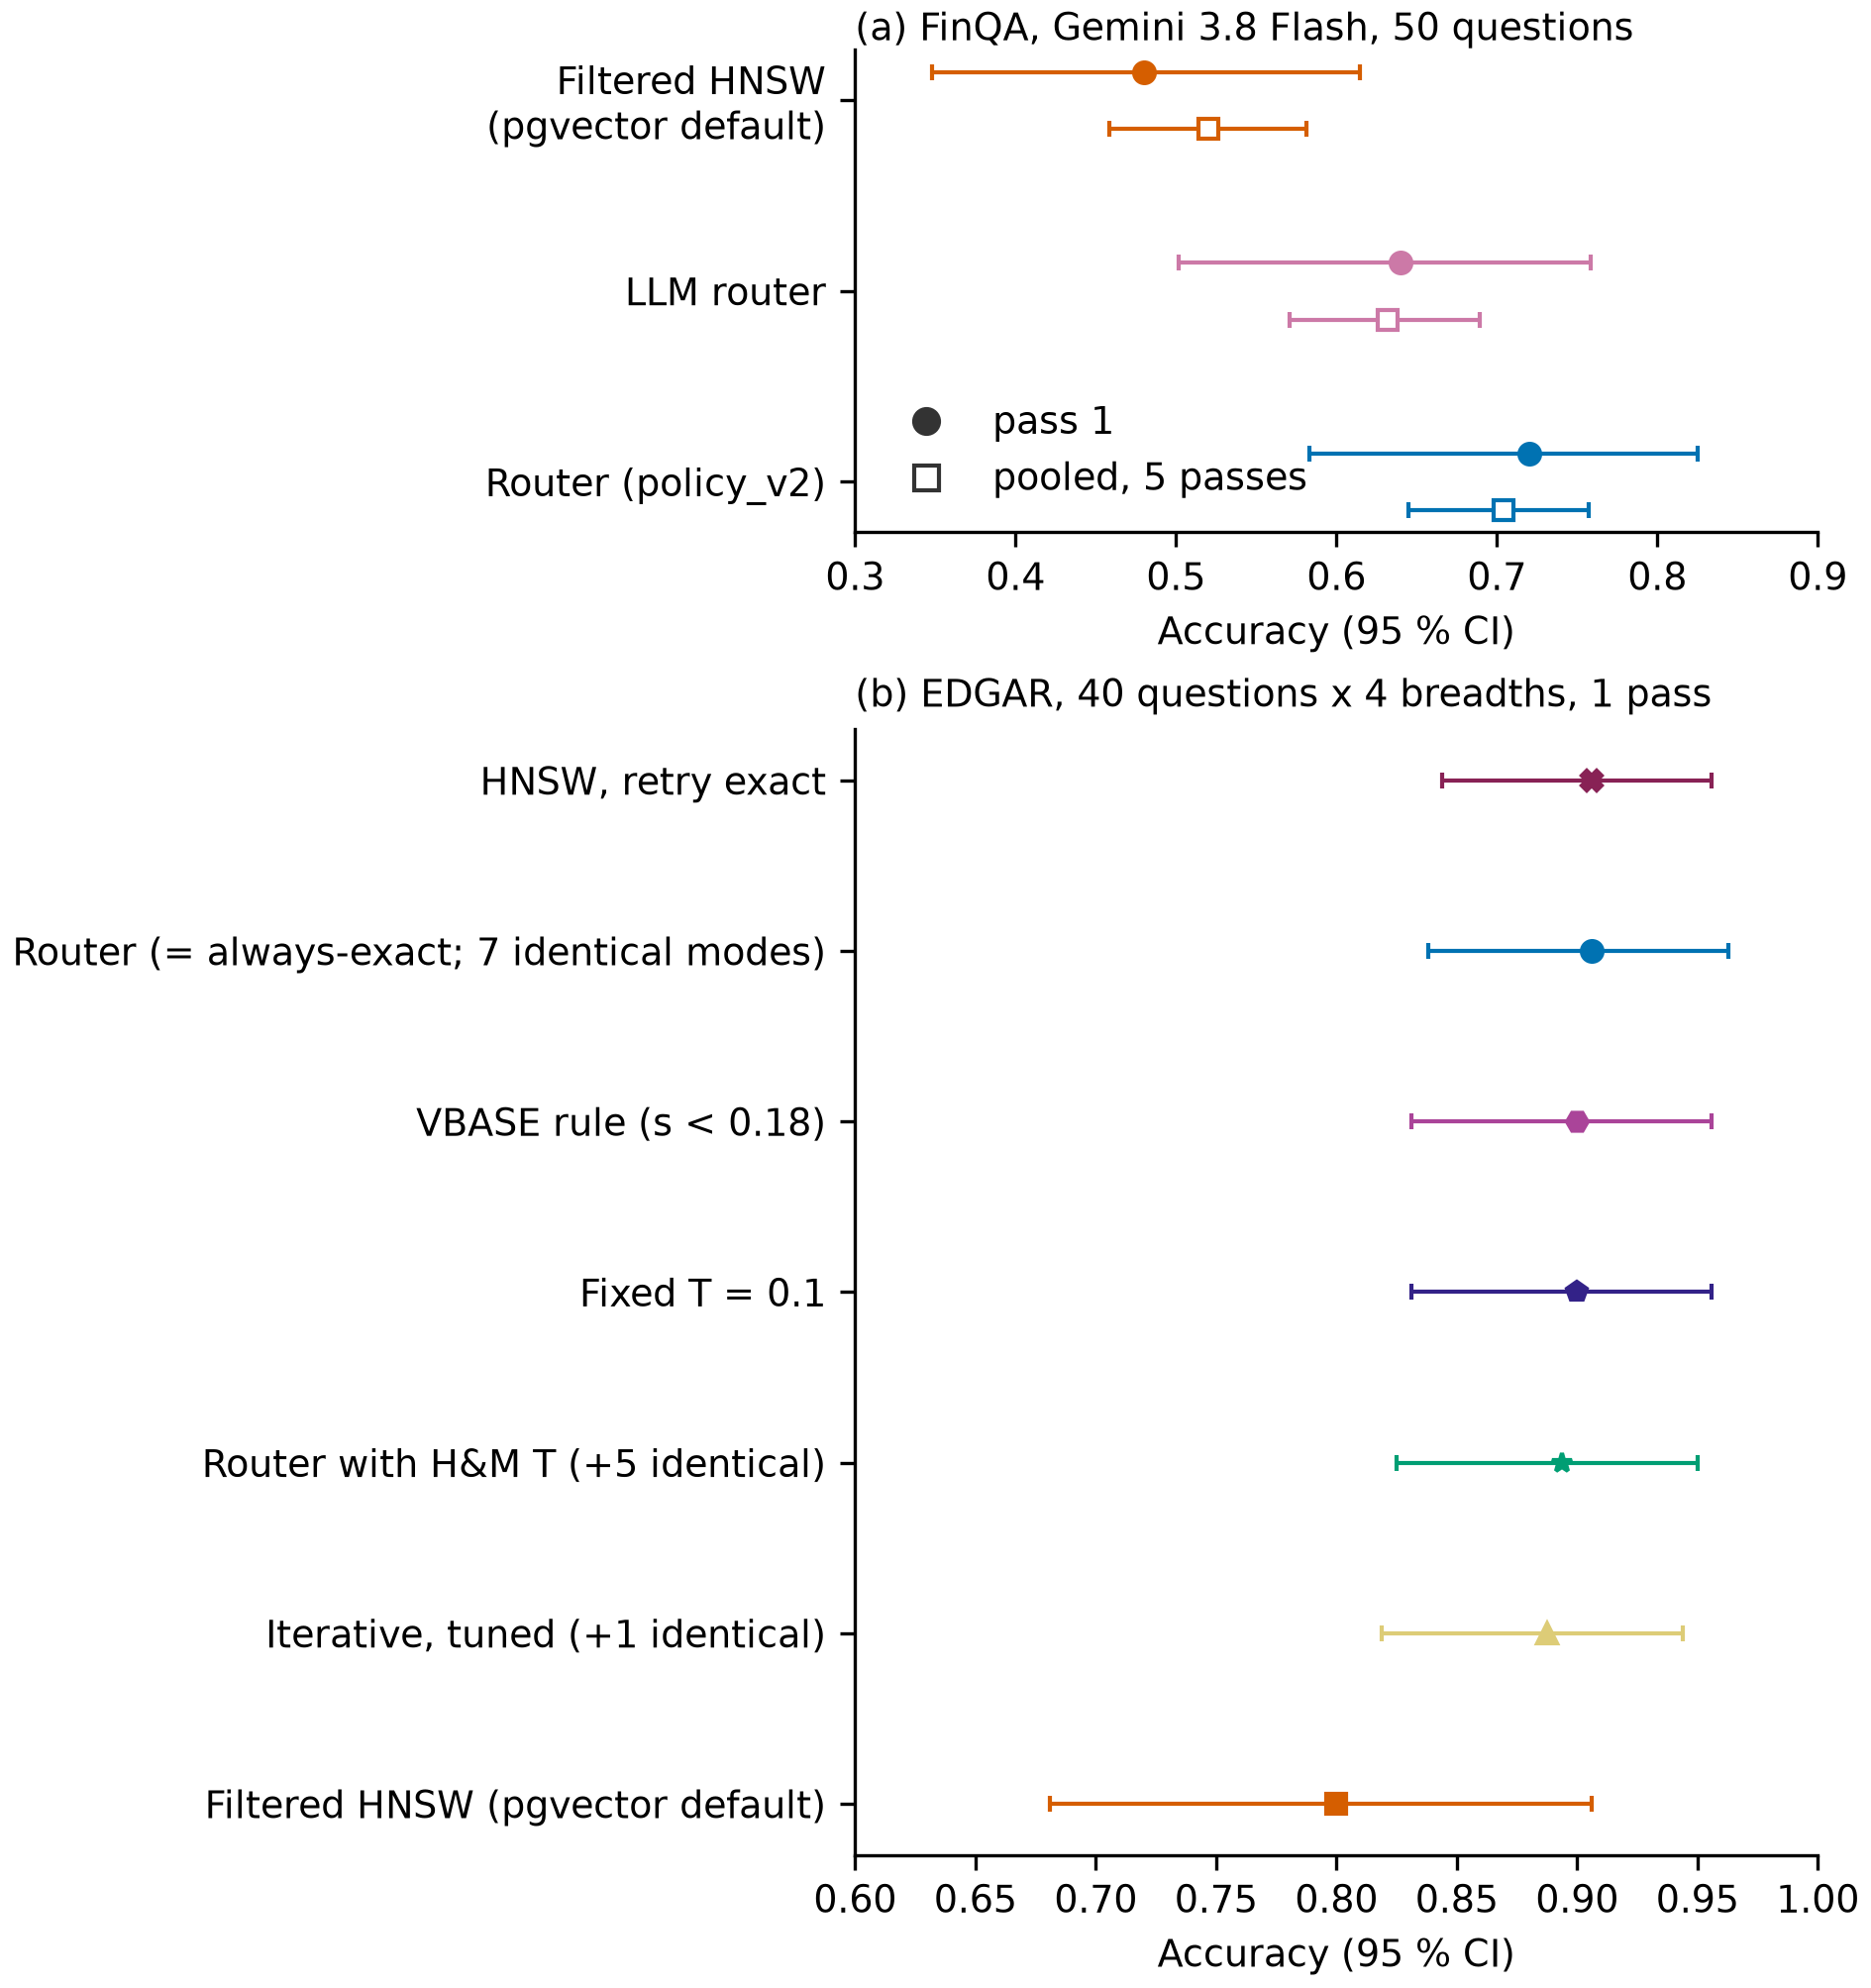 (a) FinQA, Gemini 3.8 Flash, 50 questions
Filtered HNSW
(pgvector default)
LLM router
Router (policy_v2)
pass 1
pooled, 5 passes
0.3 0.4 0.5 0.6 0.7 0.8 0.9
Accuracy (95 % CI)
(b) EDGAR, 40 questions x 4 breadths, 1 pass
HNSW, retry exact
Router (= always-exact; 7 identical modes)
VBASE rule (s < 0.18)
Fixed T = 0.1
Router with H&M T (+5 identical)
Iterative, tuned (+1 identical)
Filtered HNSW (pgvector default)
0.60 0.65 0.70 0.75 0.80 0.85 0.90 0.95 1.00
Accuracy (95 % CI)